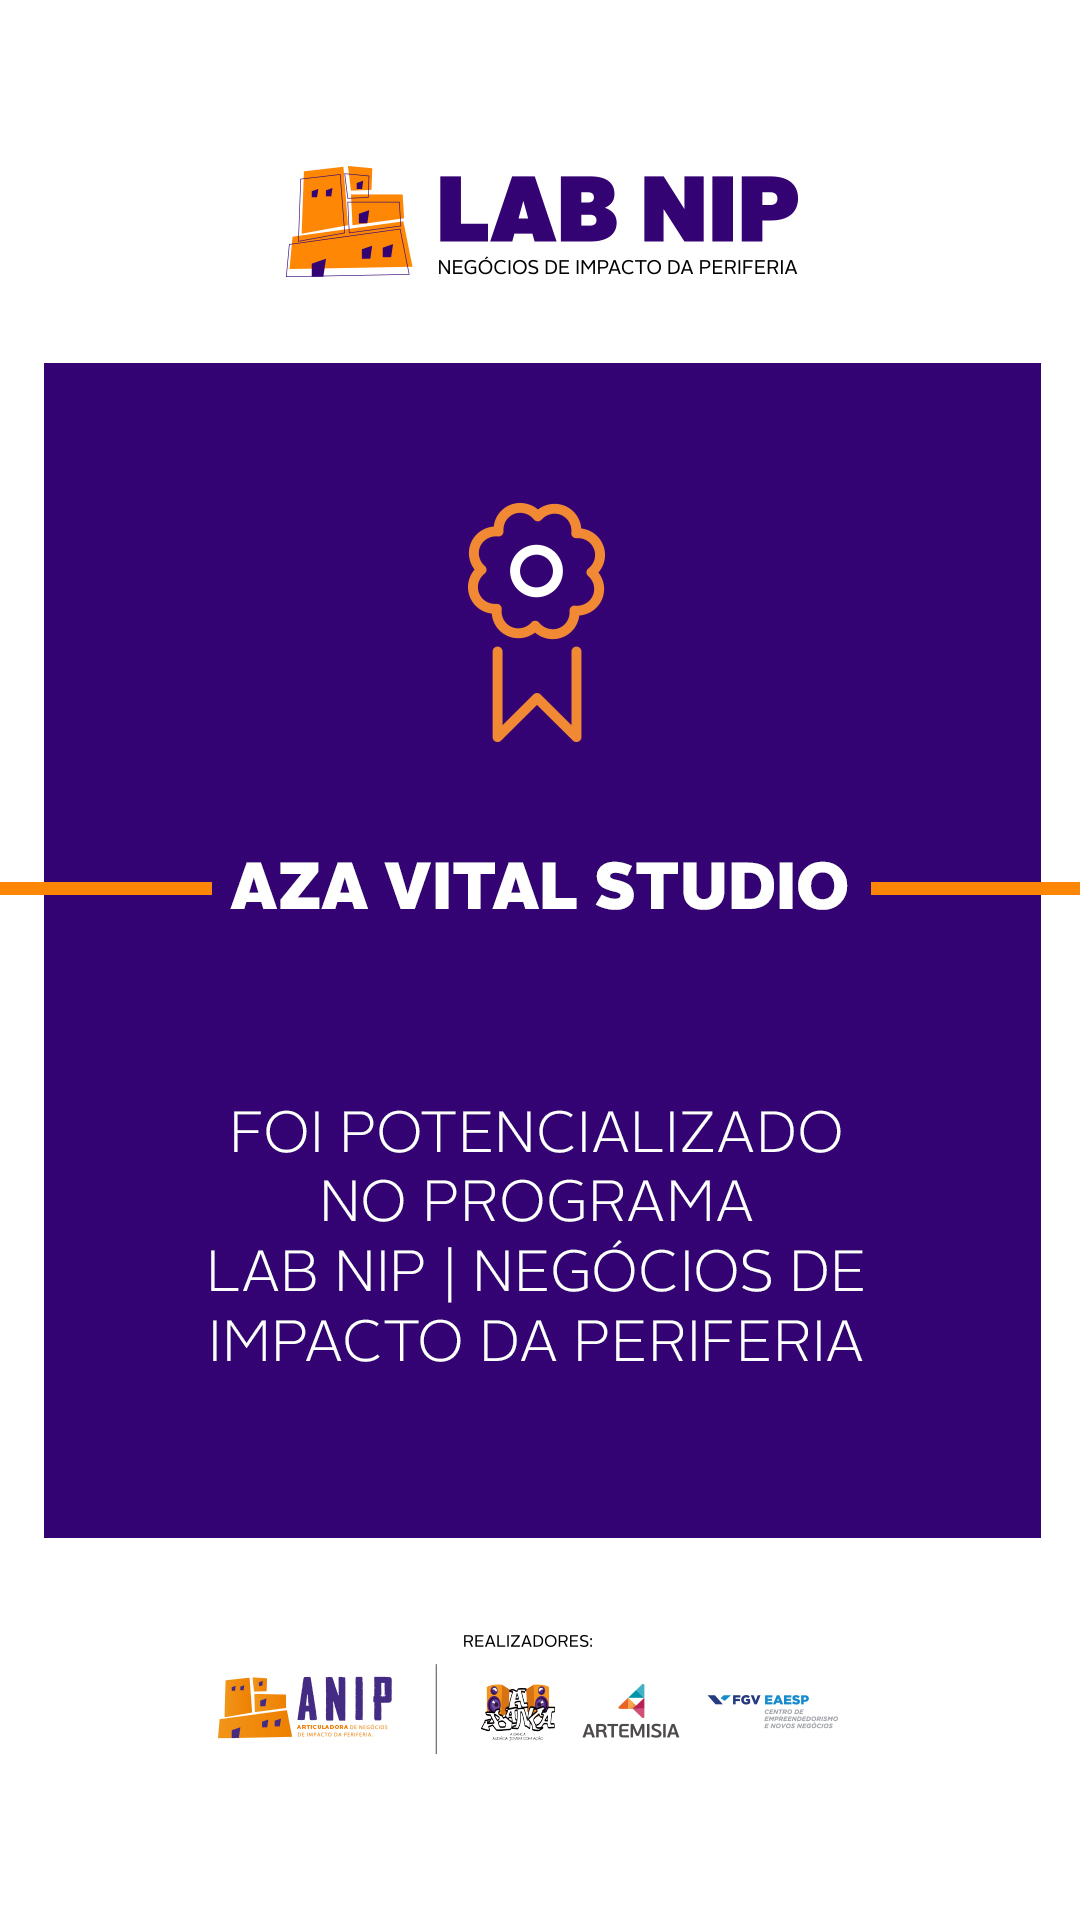 LAB NIP
NEGÓCIOS DE IMPACTO DA PERIFERIA
AZA VITAL STUDIO
FOI POTENCIALIZADO
NO PROGRAMA
LAB NIP | NEGÓCIOS DE
IMPACTO DA PERIFERIA
REALIZADORES:
ANIP
ARTICULADORA DE NEGÓCIOS
DE IMPACTO DA PERIFERIA
A BANCA
ARTEMISIA
FGV EAESP
CENTRO DE
EMPREENDEDORISMO
E NOVOS NEGÓCIOS